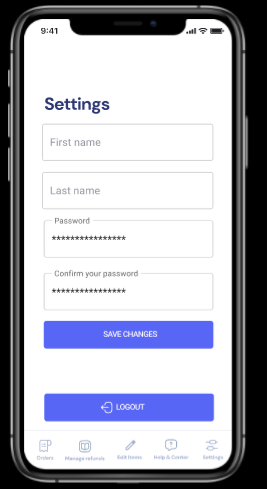 9:41
Settings
First name
Last name
Password
****************
Confirm your password
****************
SAVE CHANGES
LOGOUT
Orders Manage refunds Edit items Help & Center Settings